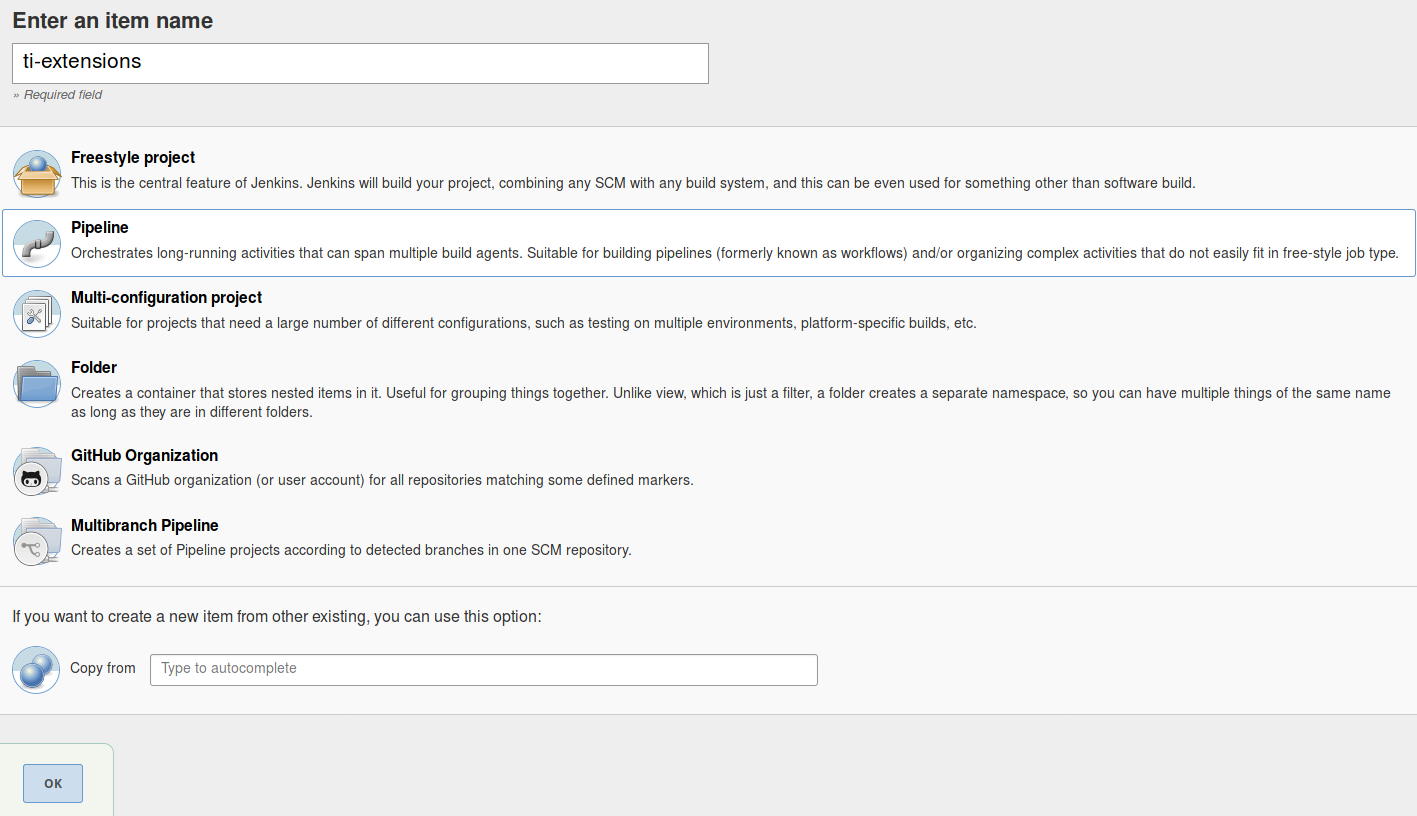 Enter an item name
ti-extensions
» Required field
Freestyle project
This is the central feature of Jenkins. Jenkins will build your project, combining any SCM with any build system, and this can be even used for something other than software build.
Pipeline
Orchestrates long-running activities that can span multiple build agents. Suitable for building pipelines (formerly known as workflows) and/or organizing complex activities that do not easily fit in free-style job type.
Multi-configuration project
Suitable for projects that need a large number of different configurations, such as testing on multiple environments, platform-specific builds, etc.
Folder
Creates a container that stores nested items in it. Useful for grouping things together. Unlike view, which is just a filter, a folder creates a separate namespace, so you can have multiple things of the same name
as long as they are in different folders.
GitHub Organization
Scans a GitHub organization (or user account) for all repositories matching some defined markers.
Multibranch Pipeline
Creates a set of Pipeline projects according to detected branches in one SCM repository.
If you want to create a new item from other existing, you can use this option:
Copy from
Type to autocomplete
OK